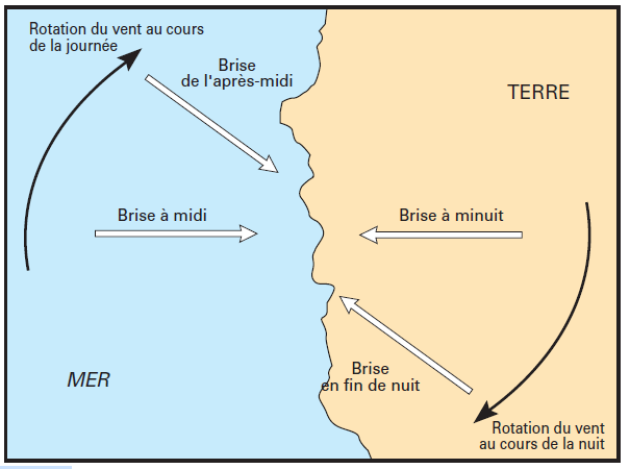 Rotation du vent au cours
de la journée
Brise
de l'après-midi
TERRE
Brise à midi
Brise à minuit
MER
Brise
en fin de nuit
Rotation du vent
au cours de la nuit